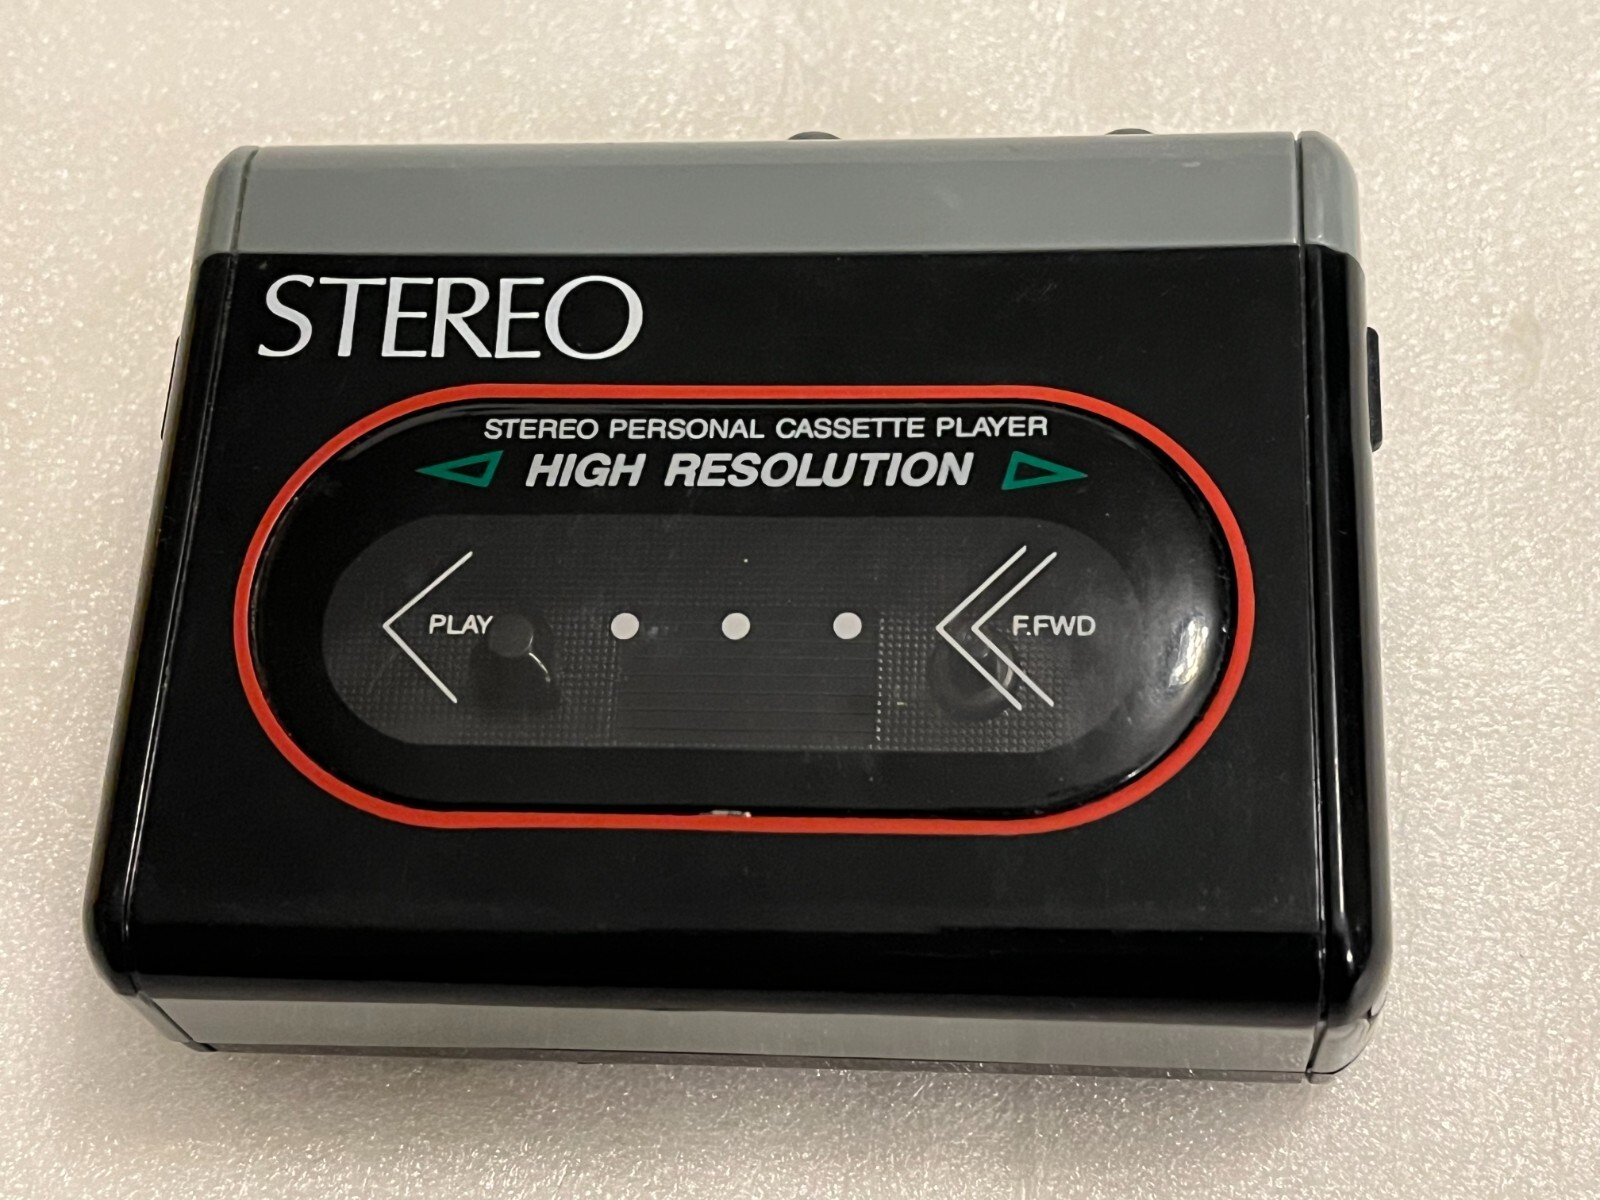 STEREO
STEREO PERSONAL CASSETTE PLAYER
HIGH RESOLUTION
PLAY
F.FWD